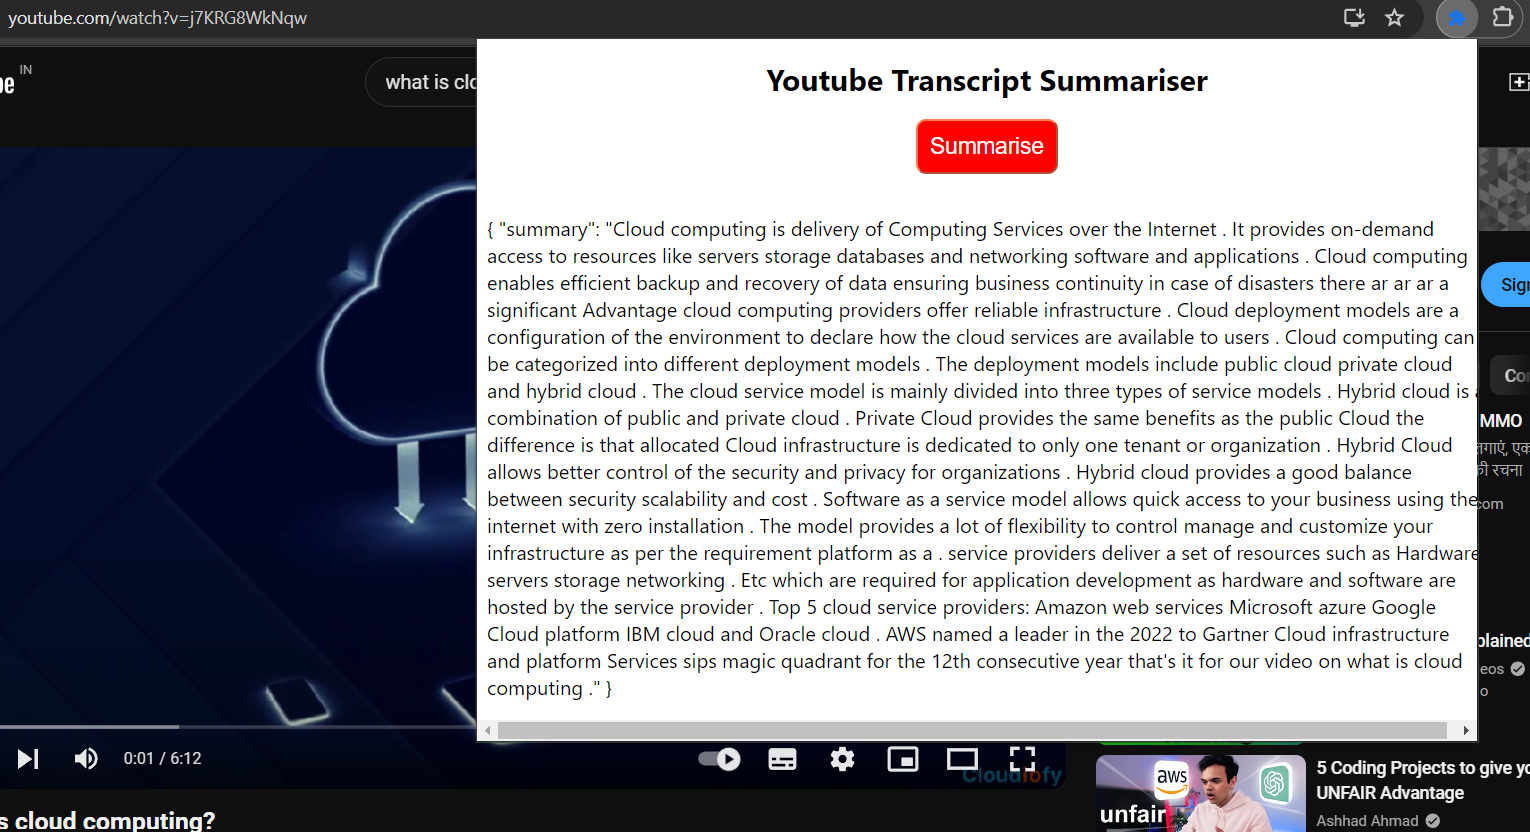 youtube.com/watch?v=j7KRG8WkNqw
be IN
what is clo
Youtube Transcript Summariser
Summarise
{ "summary": "Cloud computing is delivery of Computing Services over the Internet . It provides on-demand
access to resources like servers storage databases and networking software and applications . Cloud computing
enables efficient backup and recovery of data ensuring business continuity in case of disasters there ar ar ar a
significant Advantage cloud computing providers offer reliable infrastructure . Cloud deployment models are a
configuration of the environment to declare how the cloud services are available to users . Cloud computing can
be categorized into different deployment models . The deployment models include public cloud private cloud
and hybrid cloud . The cloud service model is mainly divided into three types of service models . Hybrid cloud is a
combination of public and private cloud . Private Cloud provides the same benefits as the public Cloud the
difference is that allocated Cloud infrastructure is dedicated to only one tenant or organization . Hybrid Cloud
allows better control of the security and privacy for organizations . Hybrid cloud provides a good balance
between security scalability and cost . Software as a service model allows quick access to your business using the
internet with zero installation . The model provides a lot of flexibility to control manage and customize your
infrastructure as per the requirement platform as a . service providers deliver a set of resources such as Hardware
servers storage networking . Etc which are required for application development as hardware and software are
hosted by the service provider . Top 5 cloud service providers: Amazon web services Microsoft azure Google
Cloud platform IBM cloud and Oracle cloud . AWS named a leader in the 2022 to Gartner Cloud infrastructure
and platform Services sips magic quadrant for the 12th consecutive year that's it for our video on what is cloud
computing ." }
Sign
Con
MMO
तगाएं, एक
की रचना
com
plained
eos
o
0:01 / 6:12
Cloudiofy
s cloud computing?
aws
unfair
5 Coding Projects to give yo
UNFAIR Advantage
Ashhad Ahmad